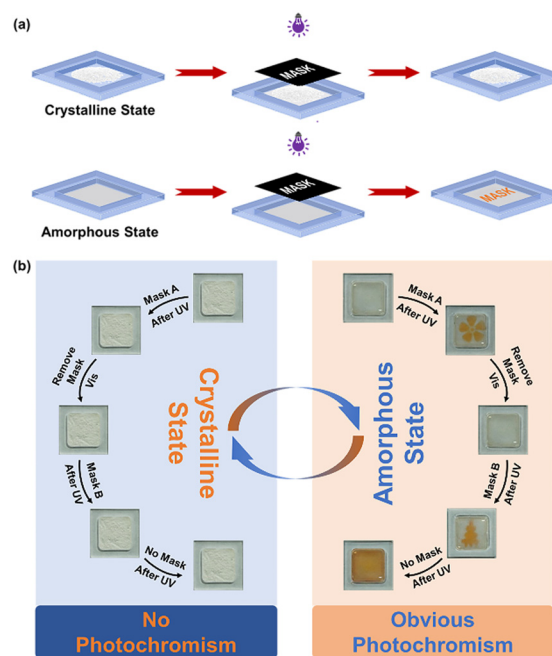 (a)
MASK
Crystalline State
MASK
MASK
Amorphous State
(b)
Mask A
After UV
Remove
Mask
Vis
Mask B
After UV
No Mask
After UV
Crystalline
State
No
Photochromism
Mask A
After UV
Remove
Mask
Vis
Mask B
After UV
No Mask
After UV
Amorphous
State
Obvious
Photochromism